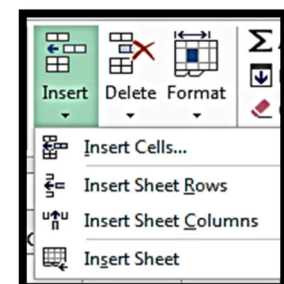 Insert Delete Format
Insert Cells...
Insert Sheet Rows
Insert Sheet Columns
Insert Sheet